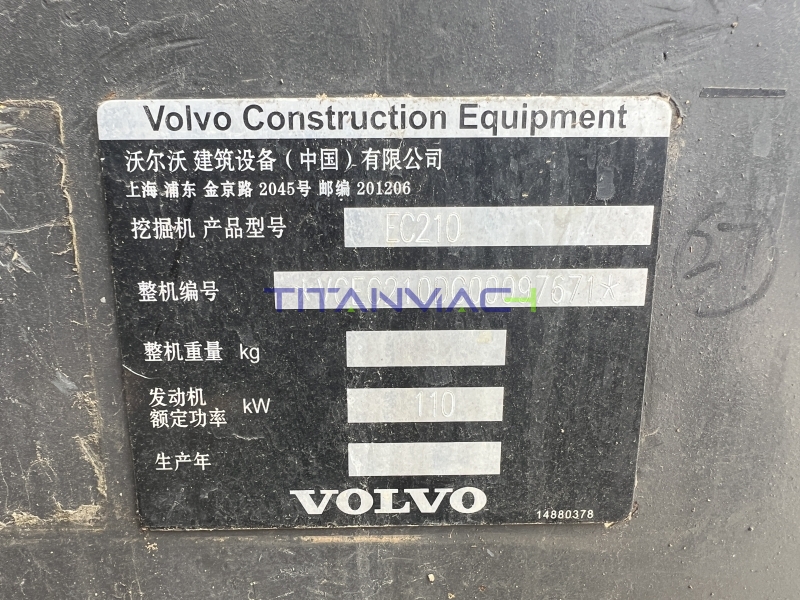 Volvo Construction Equipment
沃尔沃 建筑设备(中国)有限公司
上海 浦东 金京路 2045号 邮编 201206
挖掘机 产品型号 EC210
整机编号
TITANMACH
整机重量 kg
发动机
额定功率 kW 110
生产年
VOLVO
14880378
27